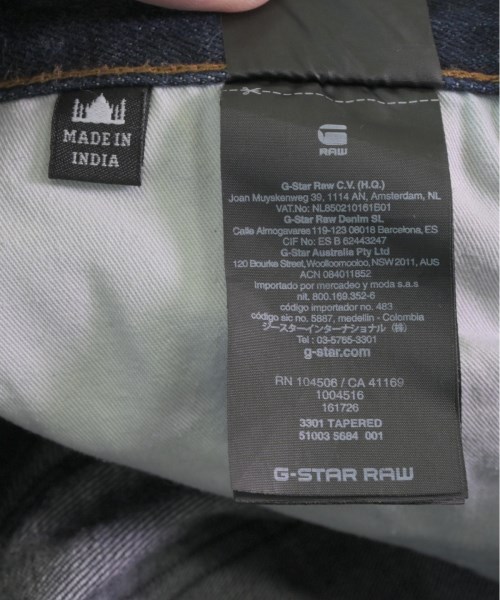 MADE IN
INDIA
RAW
G-Star Raw C.V. (H.Q.)
Joan Muyskenweg 39, 1114 AN, Amsterdam, NL
VAT.No: NL850210161B01
G-Star Raw Denim SL
Calle Almogavares 119-123 08018 Barcelona, ES
CIF No: ES B 62443247
G-Star Australia Pty Ltd
120 Bourke Street, Woolloomooloo, NSW 2011, AUS
ACN 084011852
Importado por mercadeo y moda s.a.s
nit. 800.169.352-6
código importador no. 483
código sic no. 5887, medellin - Colombia
ジースターインターナショナル (株)
Tel : 03-5765-3301
g-star.com
RN 104506 / CA 41169
1004516
161726
3301 TAPERED
51003 5684 001
G-STAR RAW